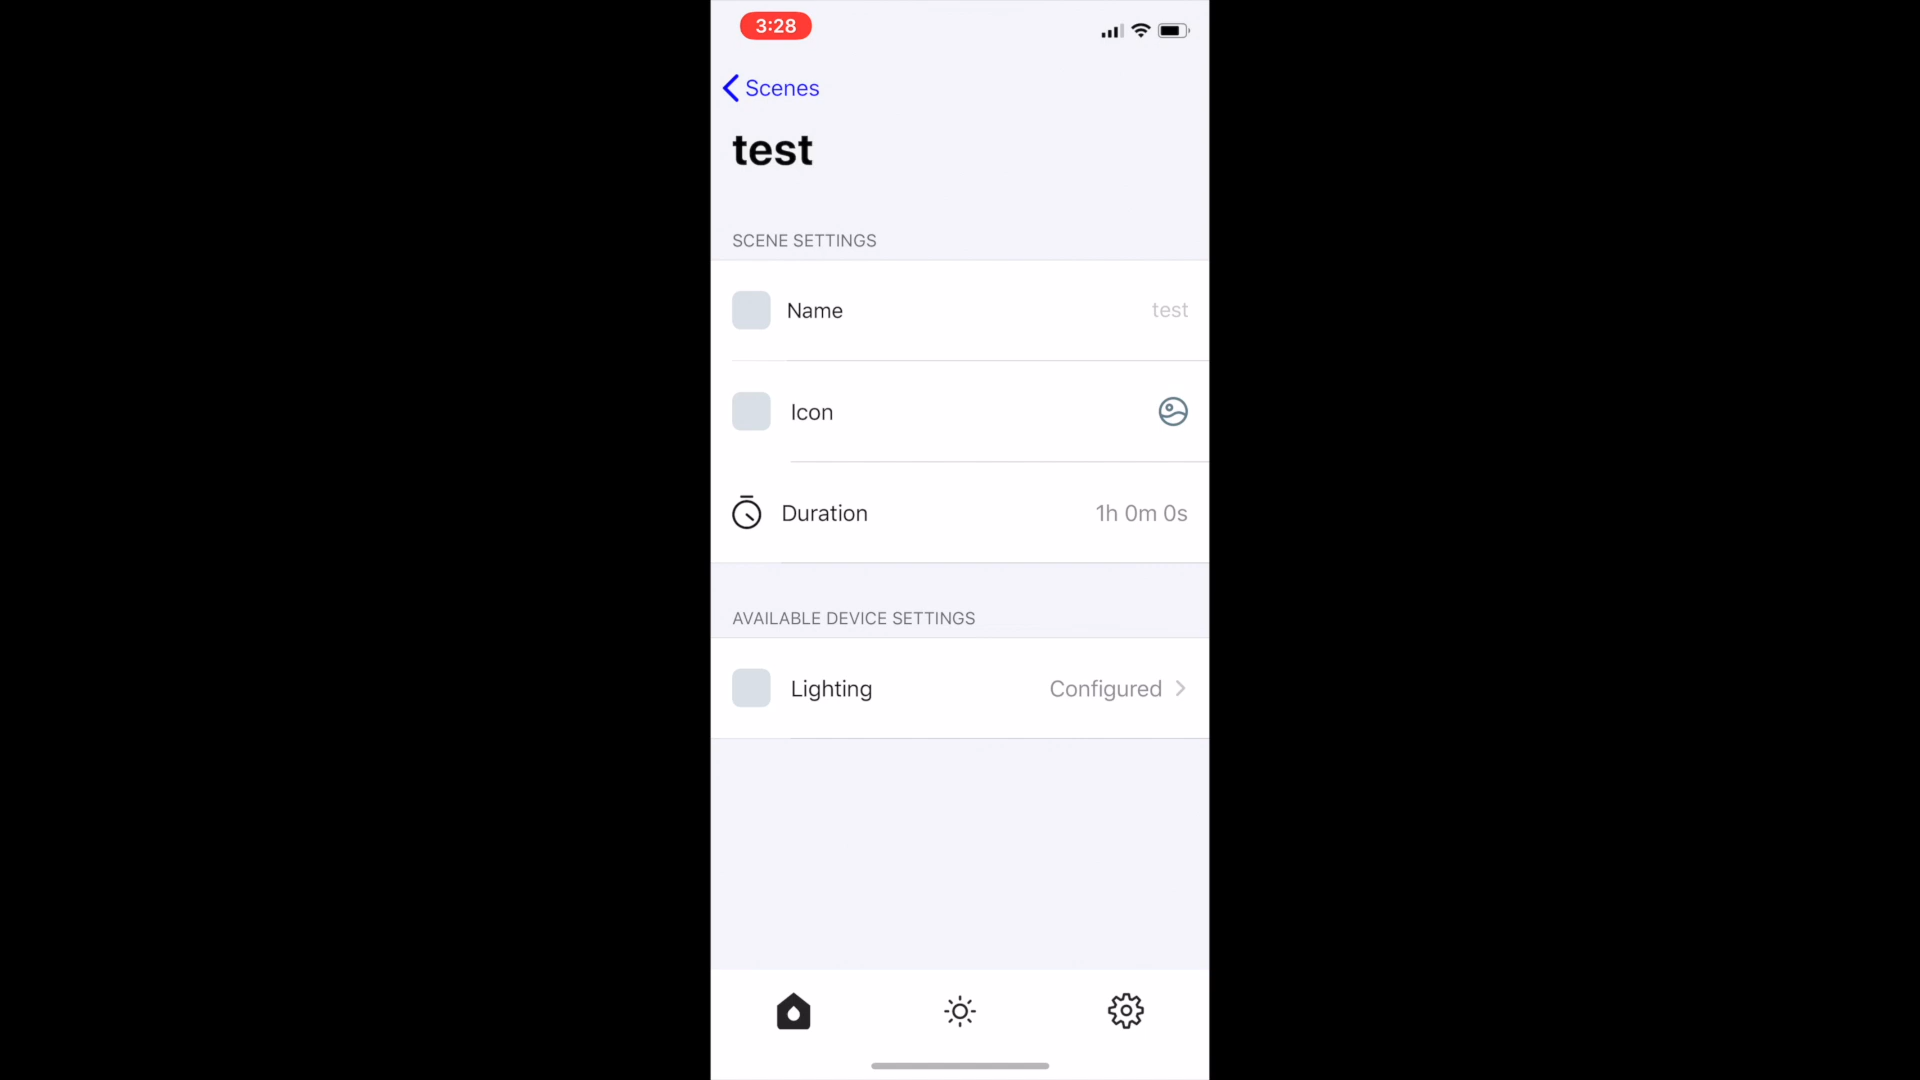 3:28
Scenes
test
SCENE SETTINGS
Name test
Icon
Duration 1h 0m 0s
AVAILABLE DEVICE SETTINGS
Lighting Configured